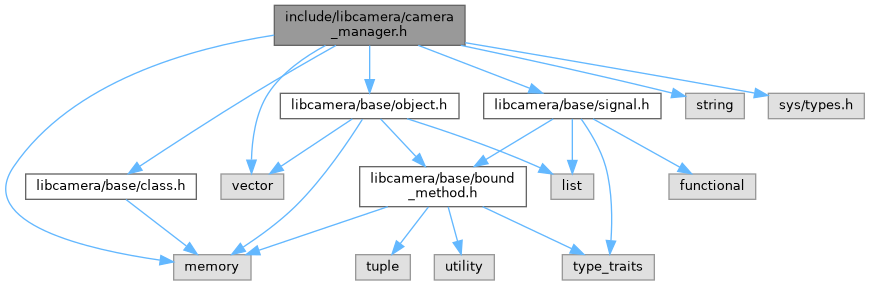 include/libcamera/camera
_manager.h
libcamera/base/object.h
libcamera/base/signal.h
string
sys/types.h
libcamera/base/class.h
vector
libcamera/base/bound
_method.h
list
functional
memory
tuple
utility
type_traits